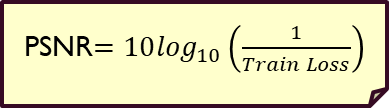 PSNR= 10log₁₀ (1/Train Loss)